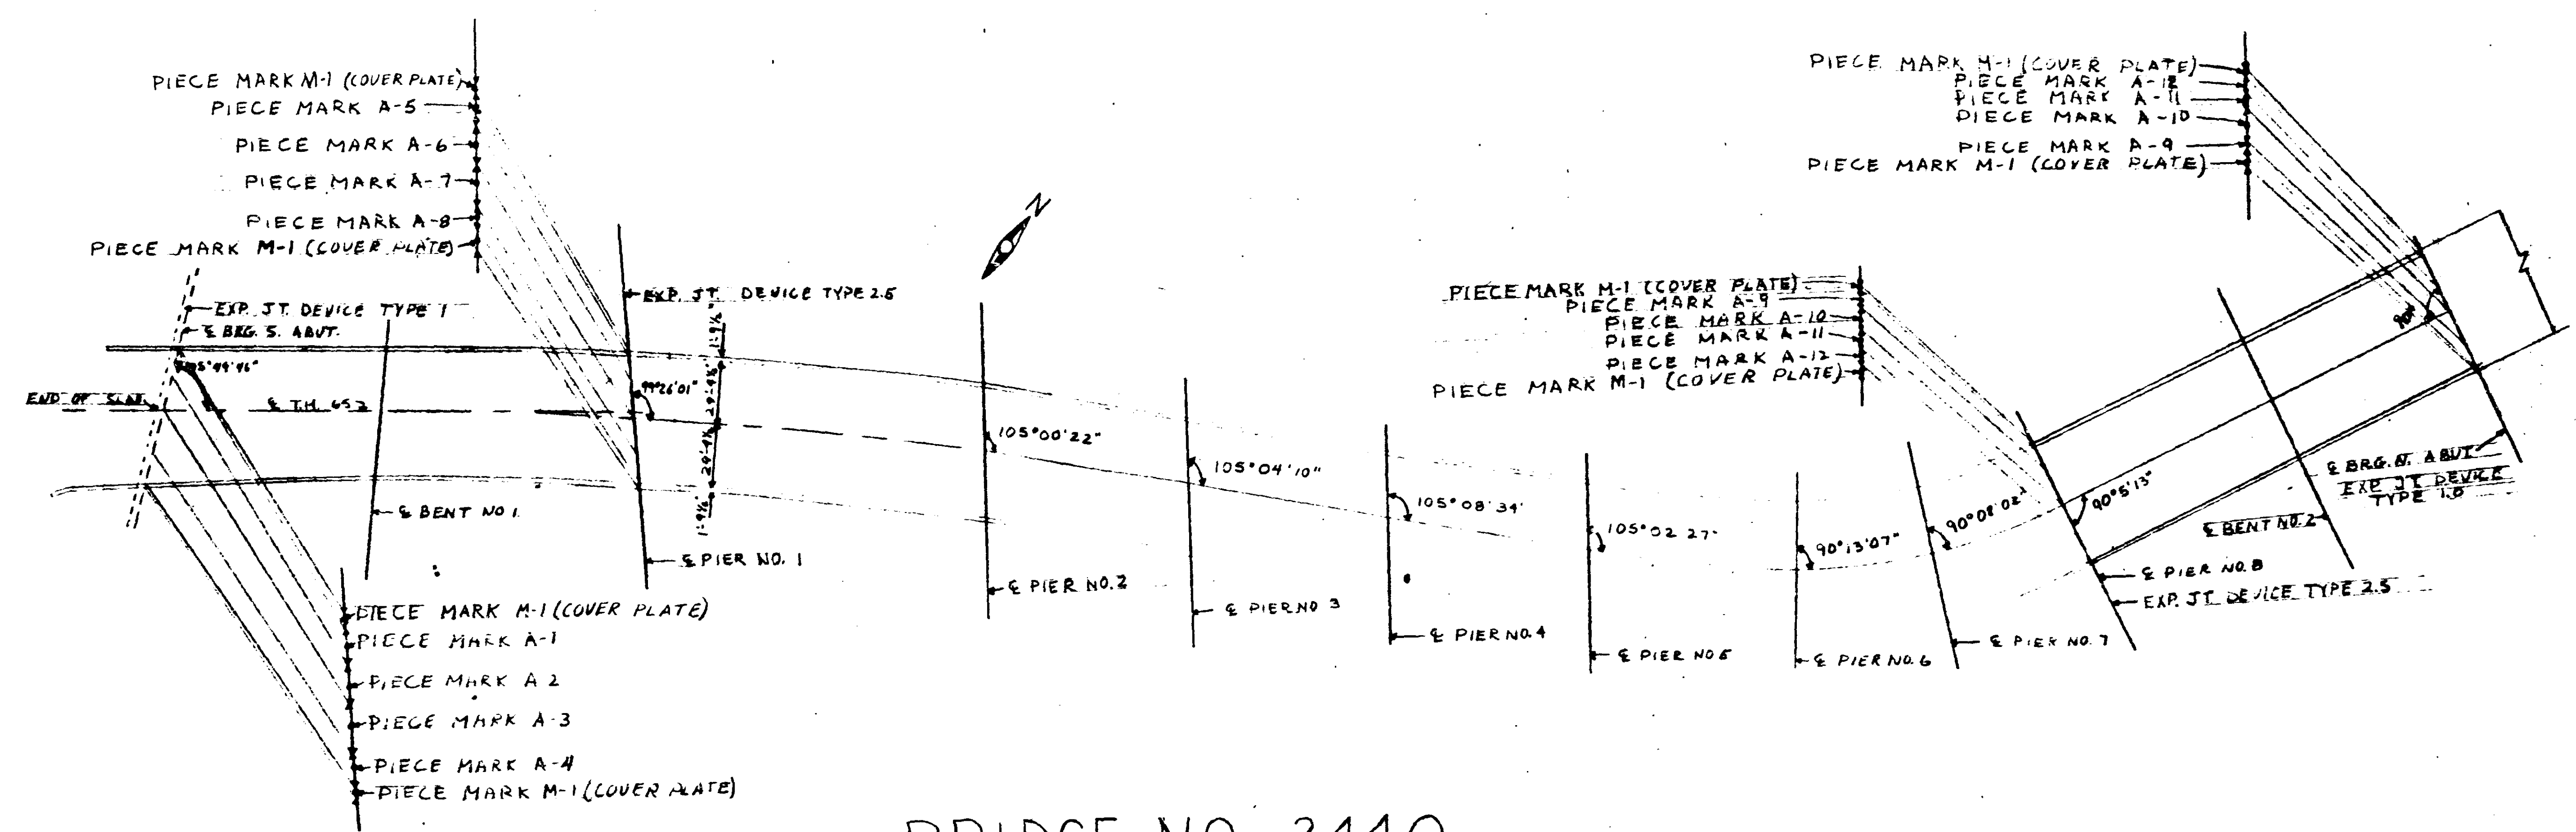 PIECE MARK M-1 (COVER PLATE)
PIECE MARK A-5
PIECE MARK A-6
PIECE MARK A-7
PIECE MARK A-8
PIECE MARK M-1 (COVER PLATE)
EXP. JT. DEVICE TYPE 1
℄ BRG. S. ABUT.
END OF SLAB
℄ T.H.
℄ BENT NO 1.
PIECE MARK M-1 (COVER PLATE)
PIECE MARK A-1
PIECE MARK A 2
PIECE MARK A-3
PIECE MARK A-4
PIECE MARK M-1 (COVER PLATE)
EXP. JT. DEVICE TYPE 2.5
99°26'01"
℄ PIER NO. 1
N
105°00'22"
℄ PIER NO. 2
105°04'10"
℄ PIER NO 3
105°08'34'
℄ PIER NO. 4
105°02 27"
℄ PIER NO 5
90°13'07"
℄ PIER NO. 6
90°08'02"
℄ PIER NO. 7
PIECE MARK M-1 (COVER PLATE)
PIECE MARK A-9
PIECE MARK A-10
PIECE MARK A-11
PIECE MARK A-12
PIECE MARK M-1 (COVER PLATE)
90°5'13"
℄ PIER NO. 8
EXP. JT. DEVICE TYPE 2.5
PIECE MARK M-1 (COVER PLATE)
PIECE MARK A-12
PIECE MARK A-11
PIECE MARK A-10
PIECE MARK A-9
PIECE MARK M-1 (COVER PLATE)
℄ BENT NO. 2
℄ BRG. N. ABUT.
EXP. JT. DEVICE
TYPE 1.0
BRIDGE NO.